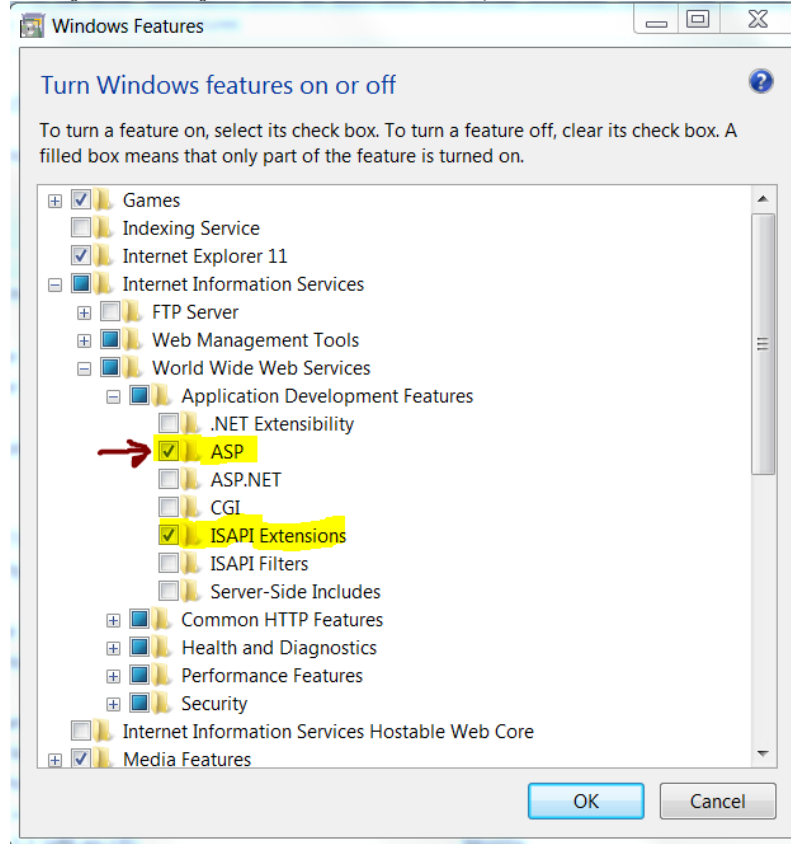 Windows Features
Turn Windows features on or off
To turn a feature on, select its check box. To turn a feature off, clear its check box. A
filled box means that only part of the feature is turned on.
Games
Indexing Service
Internet Explorer 11
Internet Information Services
FTP Server
Web Management Tools
World Wide Web Services
Application Development Features
.NET Extensibility
ASP
ASP.NET
CGI
ISAPI Extensions
ISAPI Filters
Server-Side Includes
Common HTTP Features
Health and Diagnostics
Performance Features
Security
Internet Information Services Hostable Web Core
Media Features
OK
Cancel